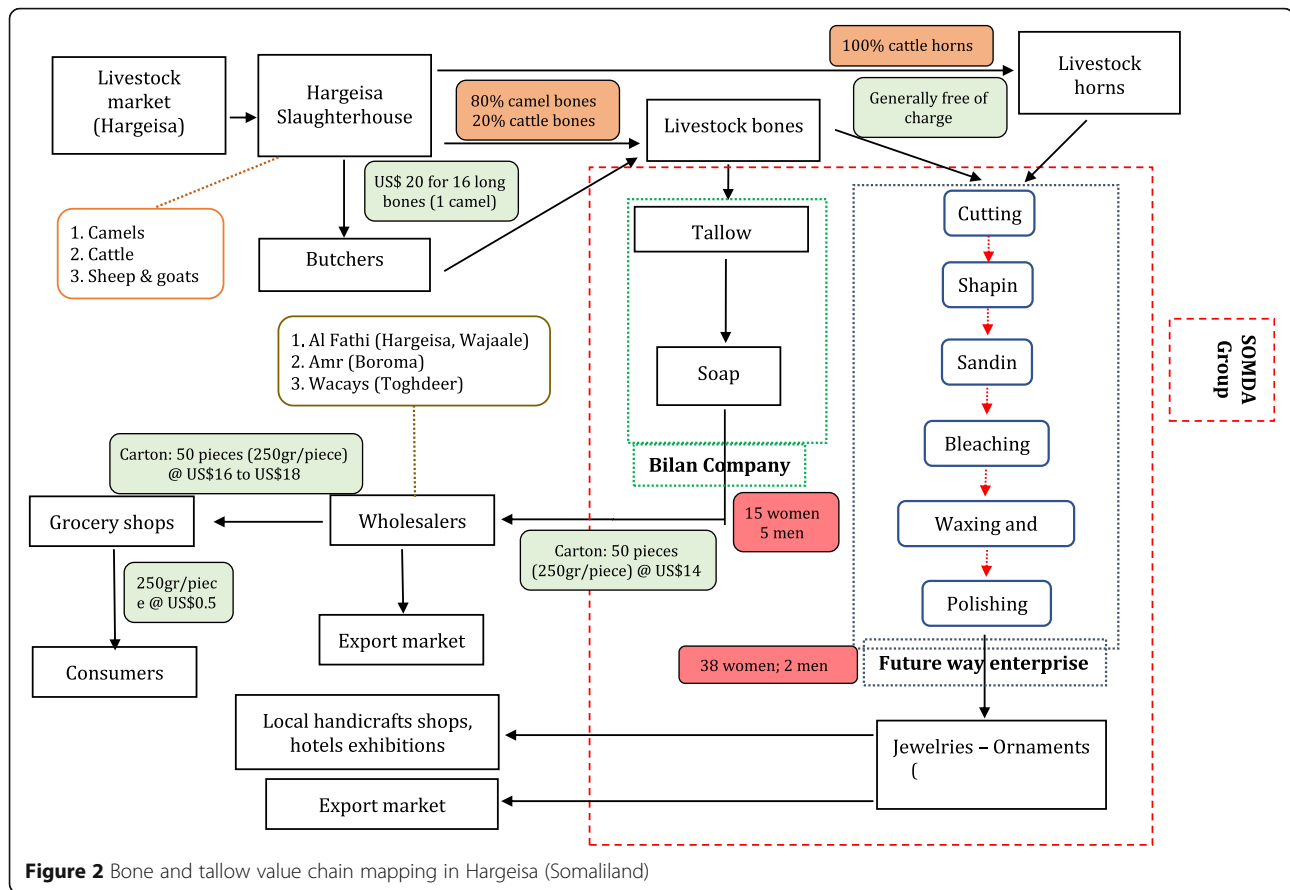 100% cattle horns
Livestock
market
(Hargeisa)
Hargeisa
Slaughterhouse
80% camel bones
20% cattle bones
Livestock bones
Generally free of
charge
Livestock
horns
US$ 20 for 16 long
bones (1 camel)
1. Camels
2. Cattle
3. Sheep & goats
Butchers
Tallow
Cutting
Shapin
1. Al Fathi (Hargeisa, Wajaale)
2. Amr (Boroma)
3. Wacays (Toghdeer)
Soap
Sandin
SOMDA
Group
Bleaching
Carton: 50 pieces (250gr/piece)
@ US$16 to US$18
Bilan Company
Grocery shops
Wholesalers
15 women
5 men
Waxing and
Carton: 50 pieces
(250gr/piece) @ US$14
250gr/piec
e @ US$0.5
Polishing
Export market
Consumers
38 women; 2 men
Future way enterprise
Local handicrafts shops,
hotels exhibitions
Jewelries – Ornaments
(
Export market
Figure 2 Bone and tallow value chain mapping in Hargeisa (Somaliland)